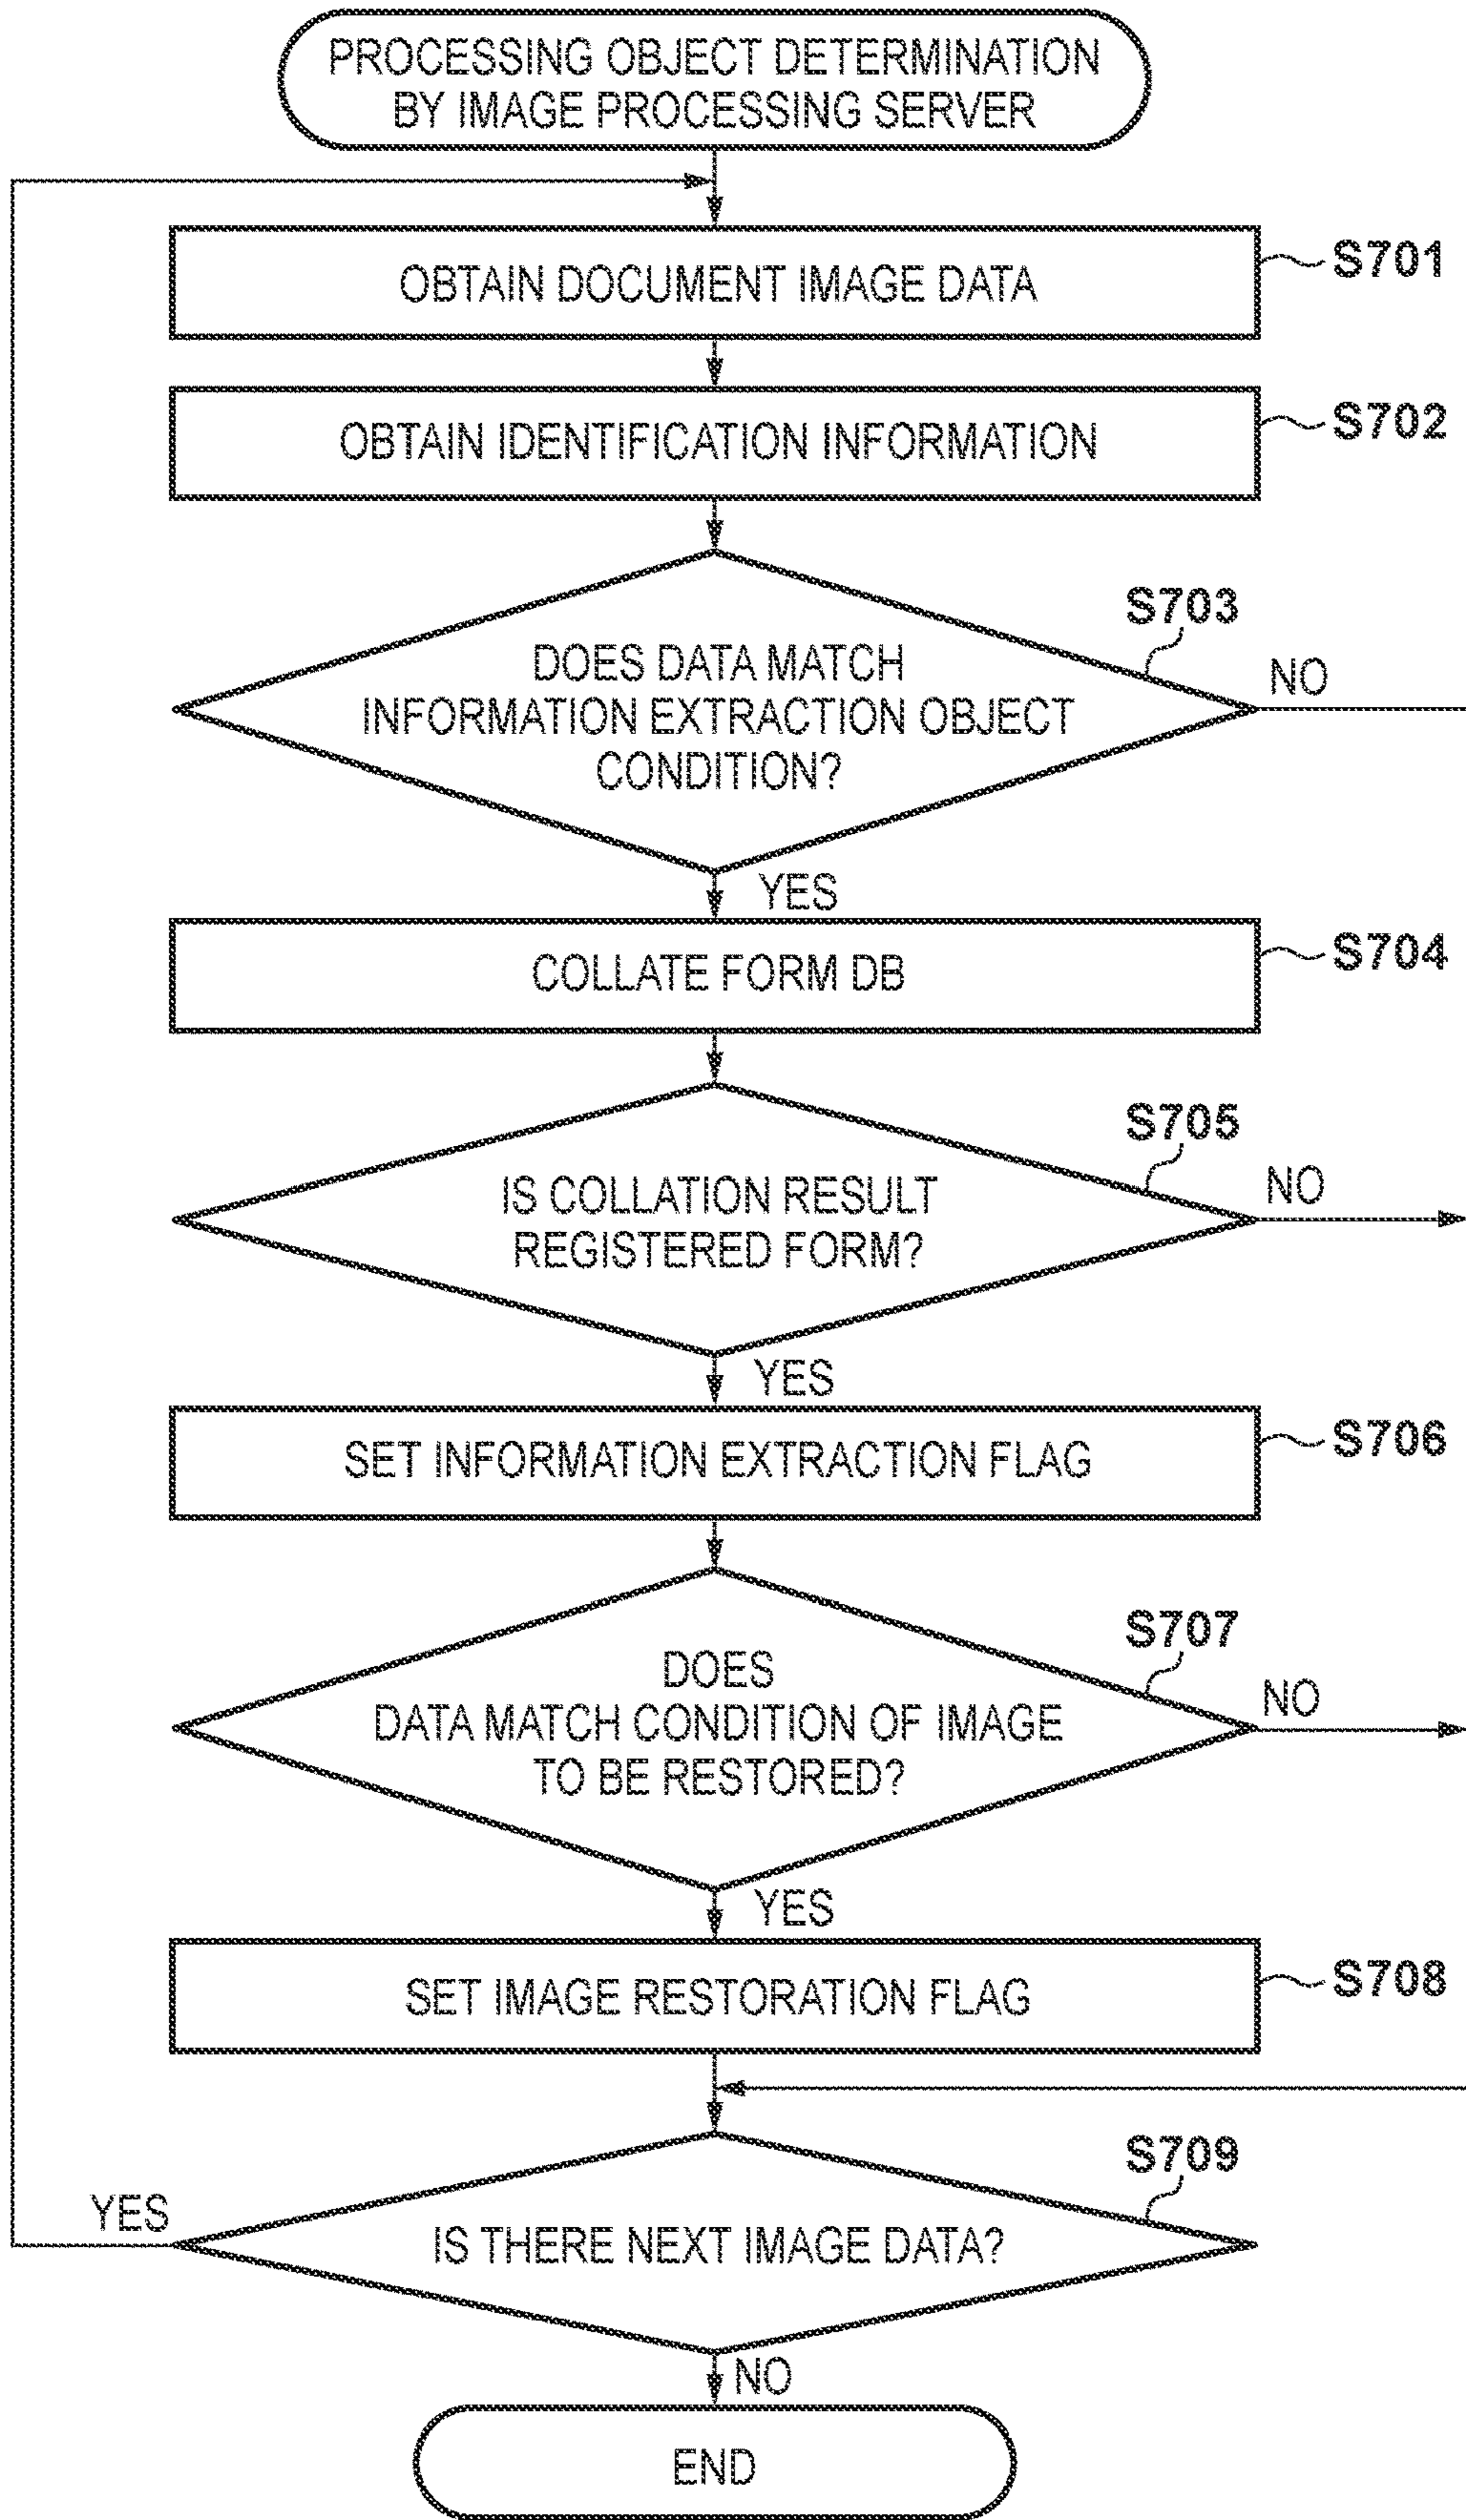 PROCESSING OBJECT DETERMINATION
BY IMAGE PROCESSING SERVER
OBTAIN DOCUMENT IMAGE DATA
S701
OBTAIN IDENTIFICATION INFORMATION
S702
S703
DOES DATA MATCH
INFORMATION EXTRACTION OBJECT
CONDITION?
NO
YES
COLLATE FORM DB
S704
S705
IS COLLATION RESULT
REGISTERED FORM?
NO
YES
SET INFORMATION EXTRACTION FLAG
S706
S707
DOES
DATA MATCH CONDITION OF IMAGE
TO BE RESTORED?
NO
YES
SET IMAGE RESTORATION FLAG
S708
S709
YES
IS THERE NEXT IMAGE DATA?
NO
END